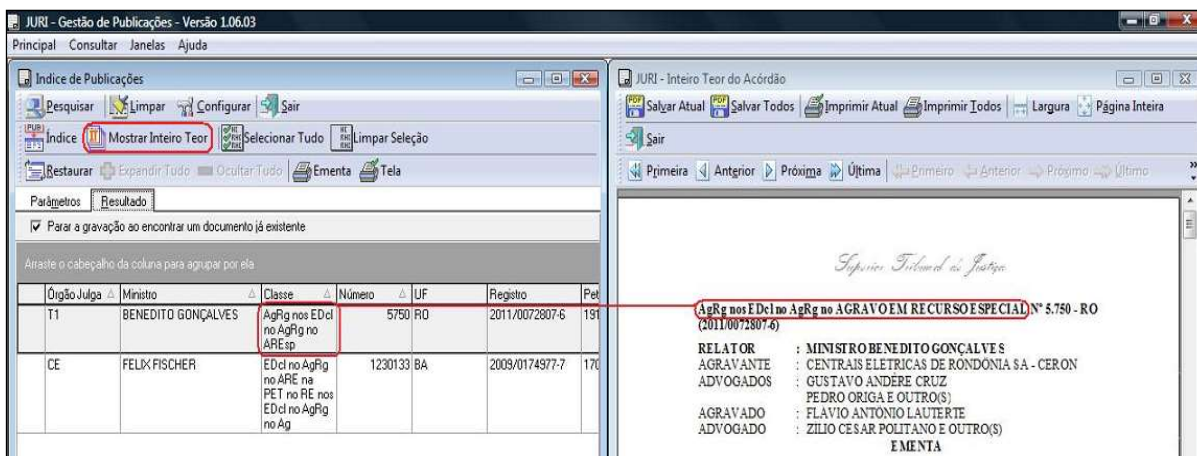 JURI - Gestão de Publicações - Versão 1.06.03
Principal Consultar Janelas Ajuda
Indice de Publicações
Pesquisar Limpar Configurar Sair
Índice Mostrar Inteiro Teor Selecionar Tudo Limpar Seleção
Restaurar Expandir Tudo Ocultar Tudo Ementa Tela
Parâmetros Resultado
Parar a gravação ao encontrar um documento já existente
Arraste o cabeçalho da coluna para agrupar por ela
Órgão Julga Ministro Classe Número UF Registro Pet
T1 BENEDITO GONÇALVES AgRg nos EDcl 5750 RO 2011/0072807-6 191
no AgRg no
AREsp
CE FELIX FISCHER EDcl no AgRg 1230133 BA 2009/0174977-7 170
no ARE na
PET no RE nos
EDcl no AgRg
no Ag
JURI - Inteiro Teor do Acórdão
Salvar Atual Salvar Todos Imprimir Atual Imprimir Todos Largura Página Inteira
Sair
Primeira Anterior Próxima Última Primeiro Anterior Próximo Último
Superior Tribunal de Justiça
AgRg nos EDcl no AgRg no AGRAVO EM RECURSO ESPECIAL Nº 5.750 - RO
(2011/0072807-6)
RELATOR : MINISTRO BENEDITO GONÇALVES
AGRAVANTE : CENTRAIS ELETRICAS DE RONDÔNIA SA - CERON
ADVOGADOS : GUSTAVO ANDÈRE CRUZ
PEDRO ORIGA E OUTRO(S)
AGRAVADO : FLAVIO ANTÔNIO LAUTERTE
ADVOGADO : ZILIO CESAR POLITANO E OUTRO(S)
EMENTA